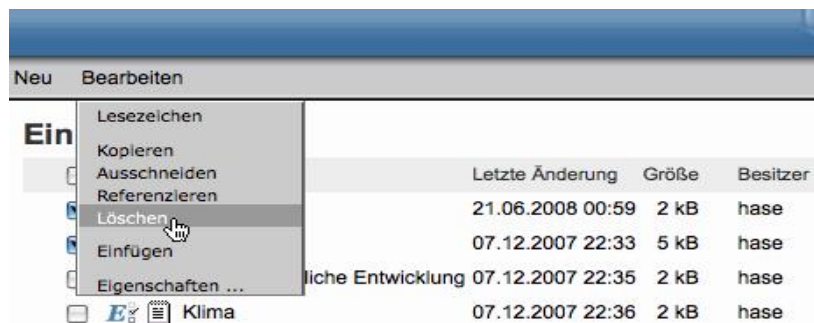 Neu Bearbeiten
Lesezeichen
Ein
Kopieren
Ausschneiden Letzte Änderung Größe Besitzer
Referenzieren
Löschen 21.06.2008 00:59 2 kB hase
Einfügen 07.12.2007 22:33 5 kB hase
Eigenschaften ... liche Entwicklung 07.12.2007 22:35 2 kB hase
E Klima 07.12.2007 22:36 2 kB hase